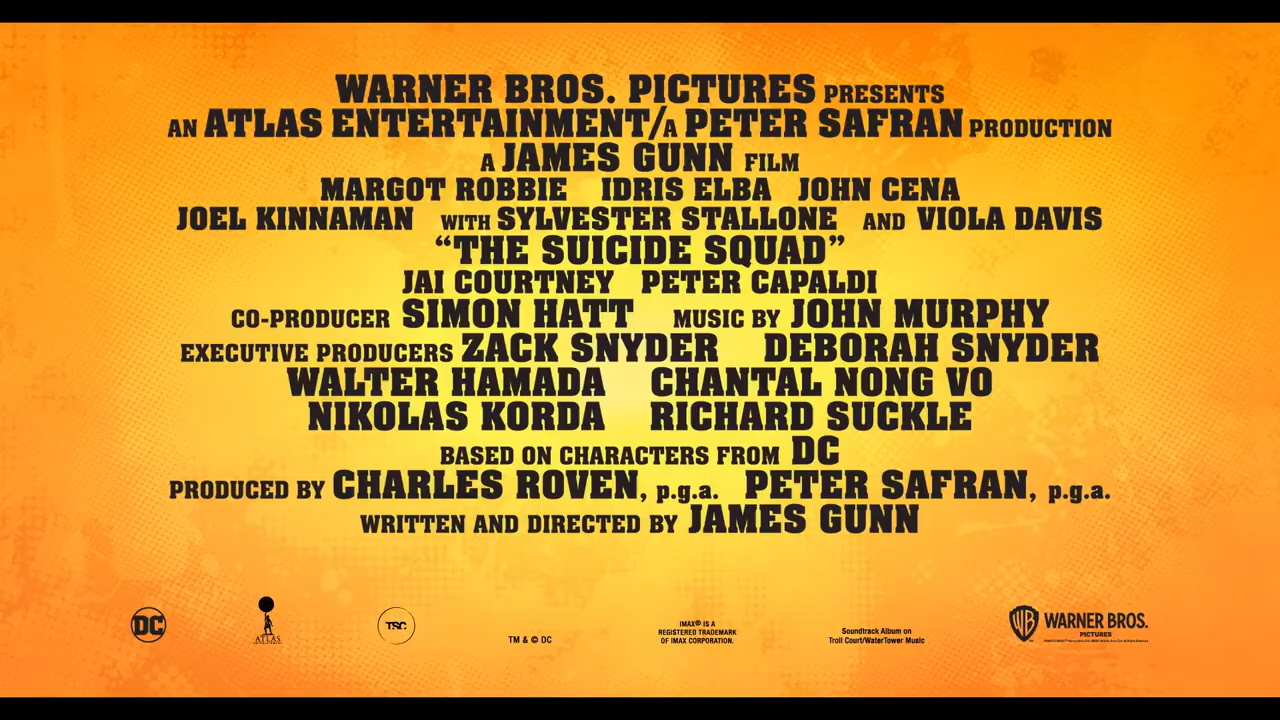 WARNER BROS. PICTURES PRESENTS
AN ATLAS ENTERTAINMENT/A PETER SAFRAN PRODUCTION
A JAMES GUNN FILM
MARGOT ROBBIE IDRIS ELBA JOHN CENA
JOEL KINNAMAN WITH SYLVESTER STALLONE AND VIOLA DAVIS
“THE SUICIDE SQUAD”
JAI COURTNEY PETER CAPALDI
CO-PRODUCER SIMON HATT MUSIC BY JOHN MURPHY
EXECUTIVE PRODUCERS ZACK SNYDER DEBORAH SNYDER
WALTER HAMADA CHANTAL NONG VO
NIKOLAS KORDA RICHARD SUCKLE
BASED ON CHARACTERS FROM DC
PRODUCED BY CHARLES ROVEN, p.g.a. PETER SAFRAN, p.g.a.
WRITTEN AND DIRECTED BY JAMES GUNN
DC
ATLAS
TSC
TM & © DC
IMAX® IS A
REGISTERED TRADEMARK
OF IMAX CORPORATION.
Soundtrack Album on
Troll Court/WaterTower Music
WB WARNER BROS.
PICTURES